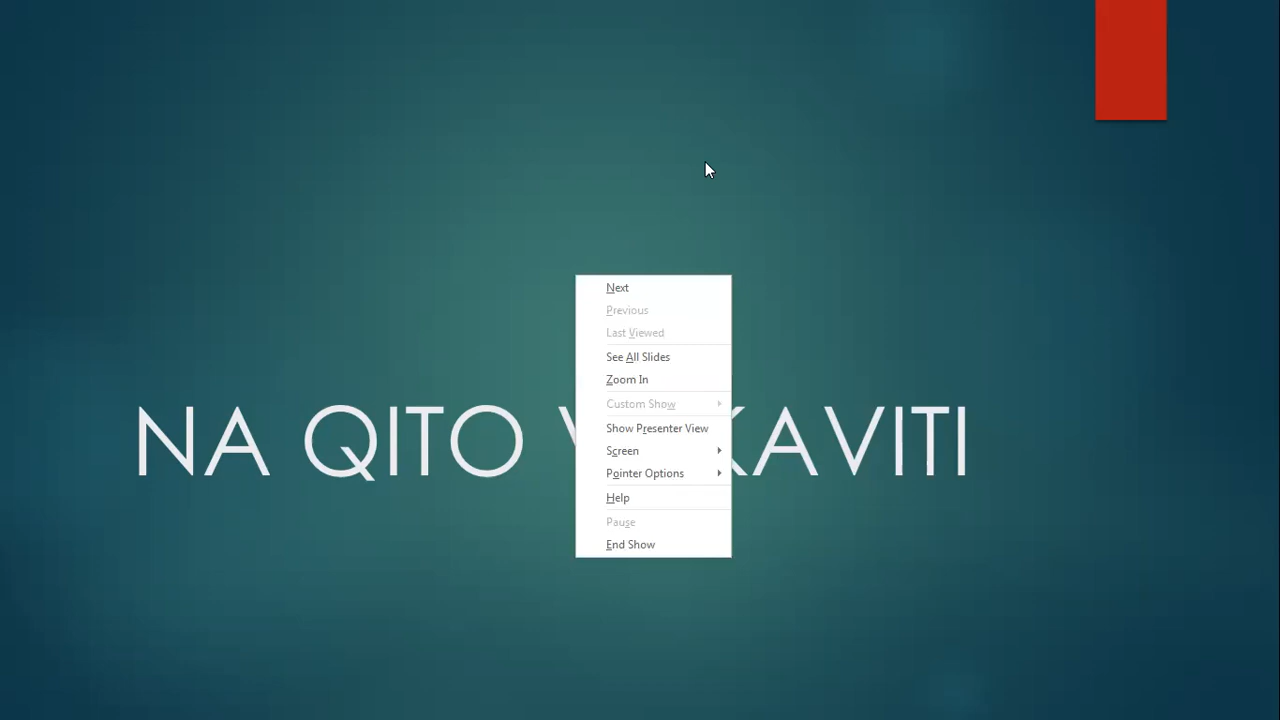 Next
Previous
Last Viewed
See All Slides
Zoom In
Custom Show
Show Presenter View
Screen
Pointer Options
Help
Pause
End Show
NA QITO KAVITI